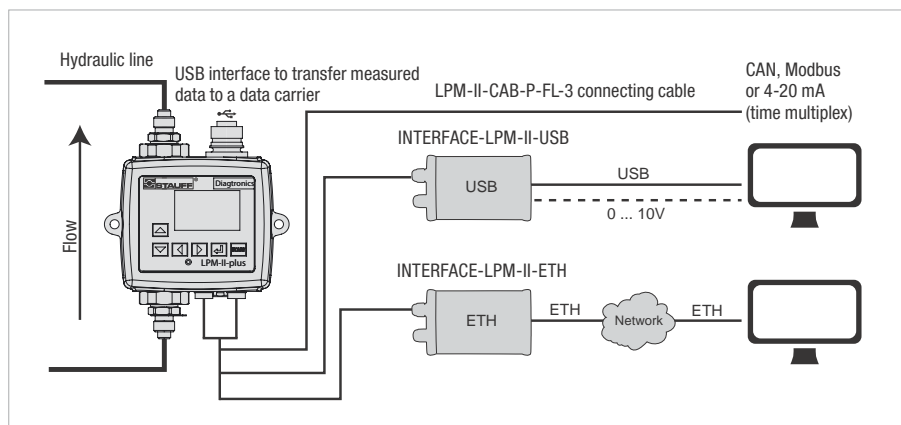 Hydraulic line
USB interface to transfer measured
data to a data carrier
LPM-II-CAB-P-FL-3 connecting cable
CAN, Modbus
or 4-20 mA
(time multiplex)
INTERFACE-LPM-II-USB
USB
USB
0 ... 10V
STAUFF®
Diagtronics
Flow
LPM-II-plus
INTERFACE-LPM-II-ETH
ETH
ETH
Network
ETH